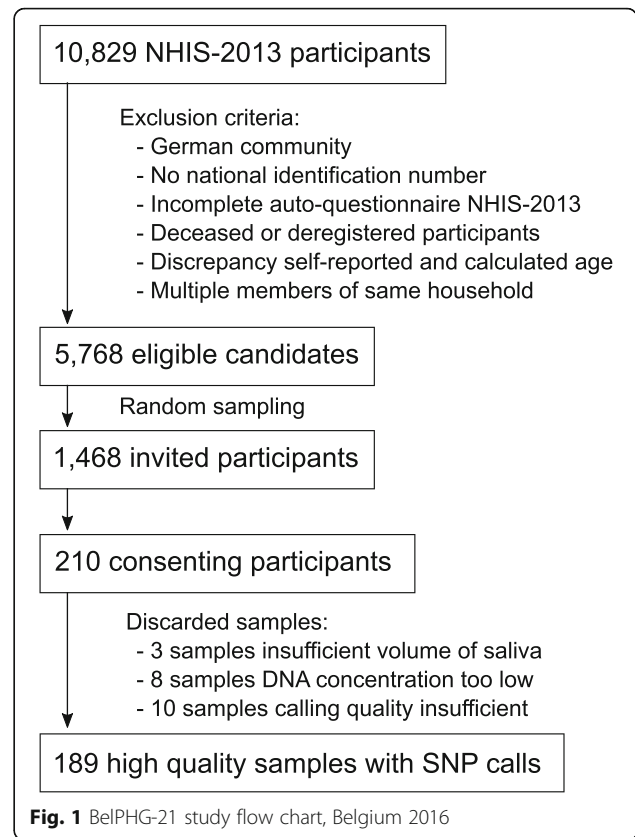 10,829 NHIS-2013 participants
Exclusion criteria:
- German community
- No national identification number
- Incomplete auto-questionnaire NHIS-2013
- Deceased or deregistered participants
- Discrepancy self-reported and calculated age
- Multiple members of same household
5,768 eligible candidates
Random sampling
1,468 invited participants
210 consenting participants
Discarded samples:
- 3 samples insufficient volume of saliva
- 8 samples DNA concentration too low
- 10 samples calling quality insufficient
189 high quality samples with SNP calls
Fig. 1 BelPHG-21 study flow chart, Belgium 2016